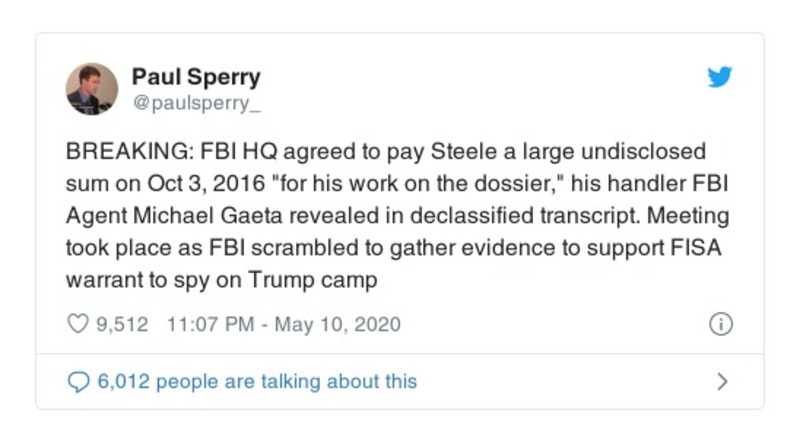 Paul Sperry
@paulsperry_
BREAKING: FBI HQ agreed to pay Steele a large undisclosed
sum on Oct 3, 2016 "for his work on the dossier," his handler FBI
Agent Michael Gaeta revealed in declassified transcript. Meeting
took place as FBI scrambled to gather evidence to support FISA
warrant to spy on Trump camp
9,512 11:07 PM - May 10, 2020
6,012 people are talking about this